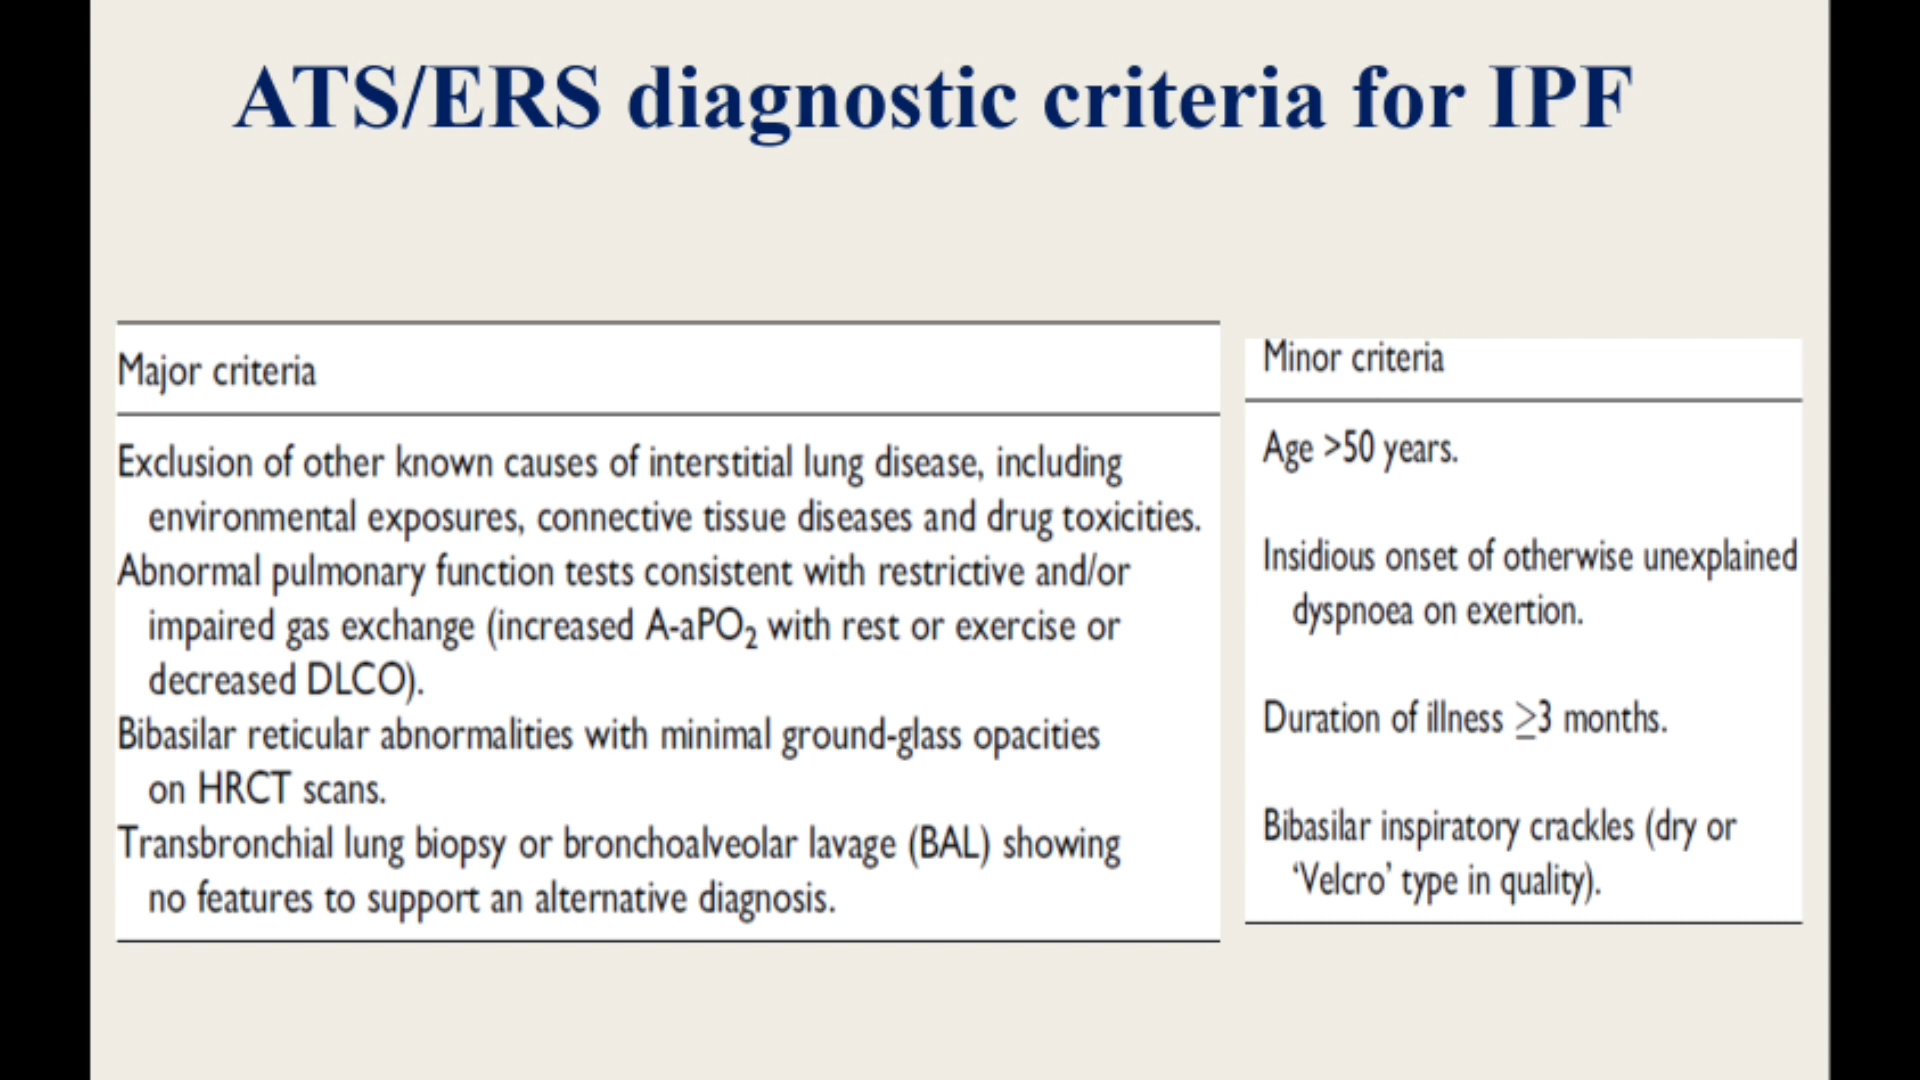 ATS/ERS diagnostic criteria for IPF
Major criteria
Exclusion of other known causes of interstitial lung disease, including
environmental exposures, connective tissue diseases and drug toxicities.
Abnormal pulmonary function tests consistent with restrictive and/or
impaired gas exchange (increased A-aPO₂ with rest or exercise or
decreased DLCO).
Bibasilar reticular abnormalities with minimal ground-glass opacities
on HRCT scans.
Transbronchial lung biopsy or bronchoalveolar lavage (BAL) showing
no features to support an alternative diagnosis.
Minor criteria
Age >50 years.
Insidious onset of otherwise unexplained
dyspnoea on exertion.
Duration of illness ≥3 months.
Bibasilar inspiratory crackles (dry or
‘Velcro’ type in quality).